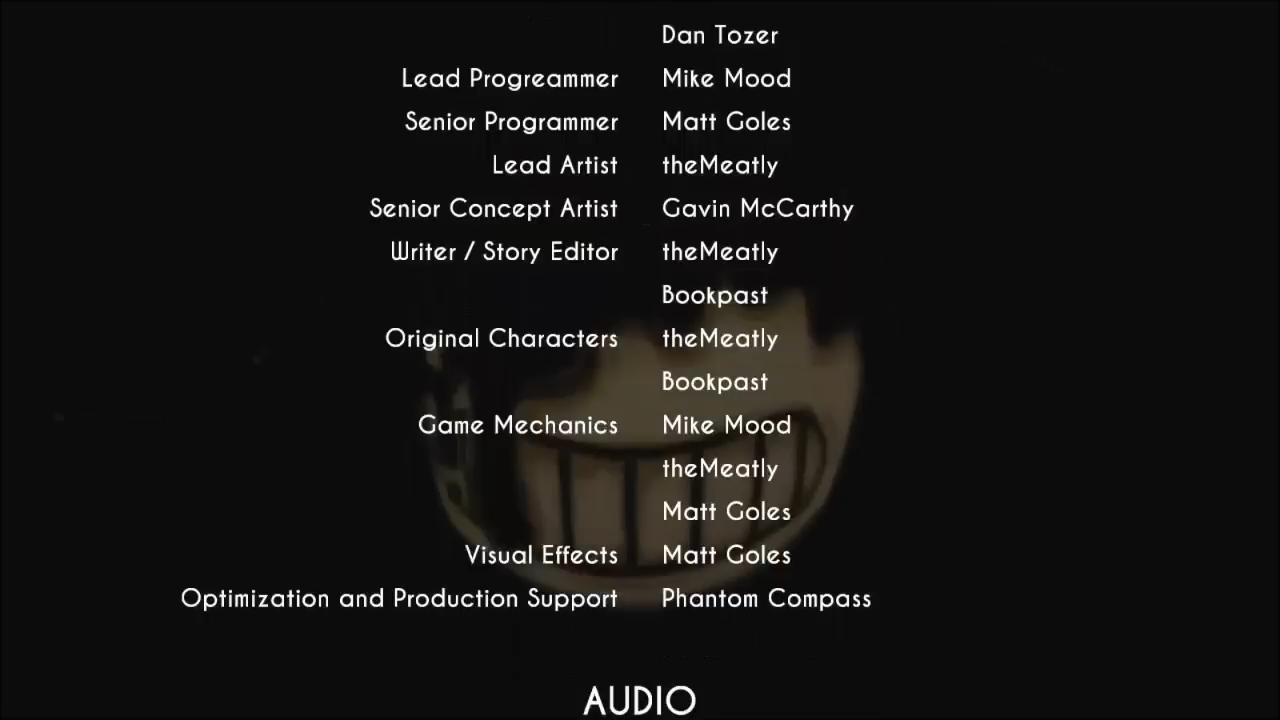 Dan Tozer
Lead Progreammer Mike Mood
Senior Programmer Matt Goles
Lead Artist theMeatly
Senior Concept Artist Gavin McCarthy
Writer / Story Editor theMeatly
Bookpast
Original Characters theMeatly
Bookpast
Game Mechanics Mike Mood
theMeatly
Matt Goles
Visual Effects Matt Goles
Optimization and Production Support Phantom Compass
AUDIO